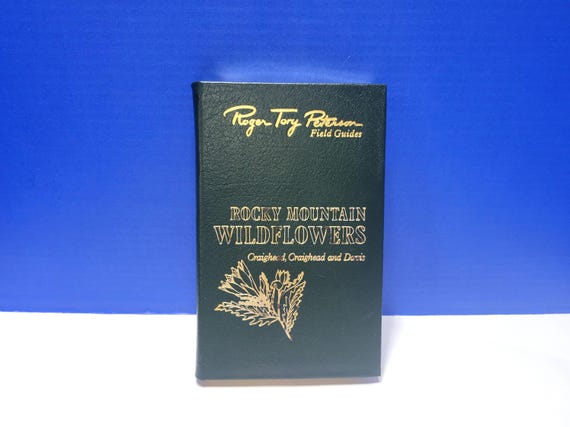 Roger Tory Peterson
Field Guides
ROCKY MOUNTAIN
WILDFLOWERS
Craighead, Craighead and Davis